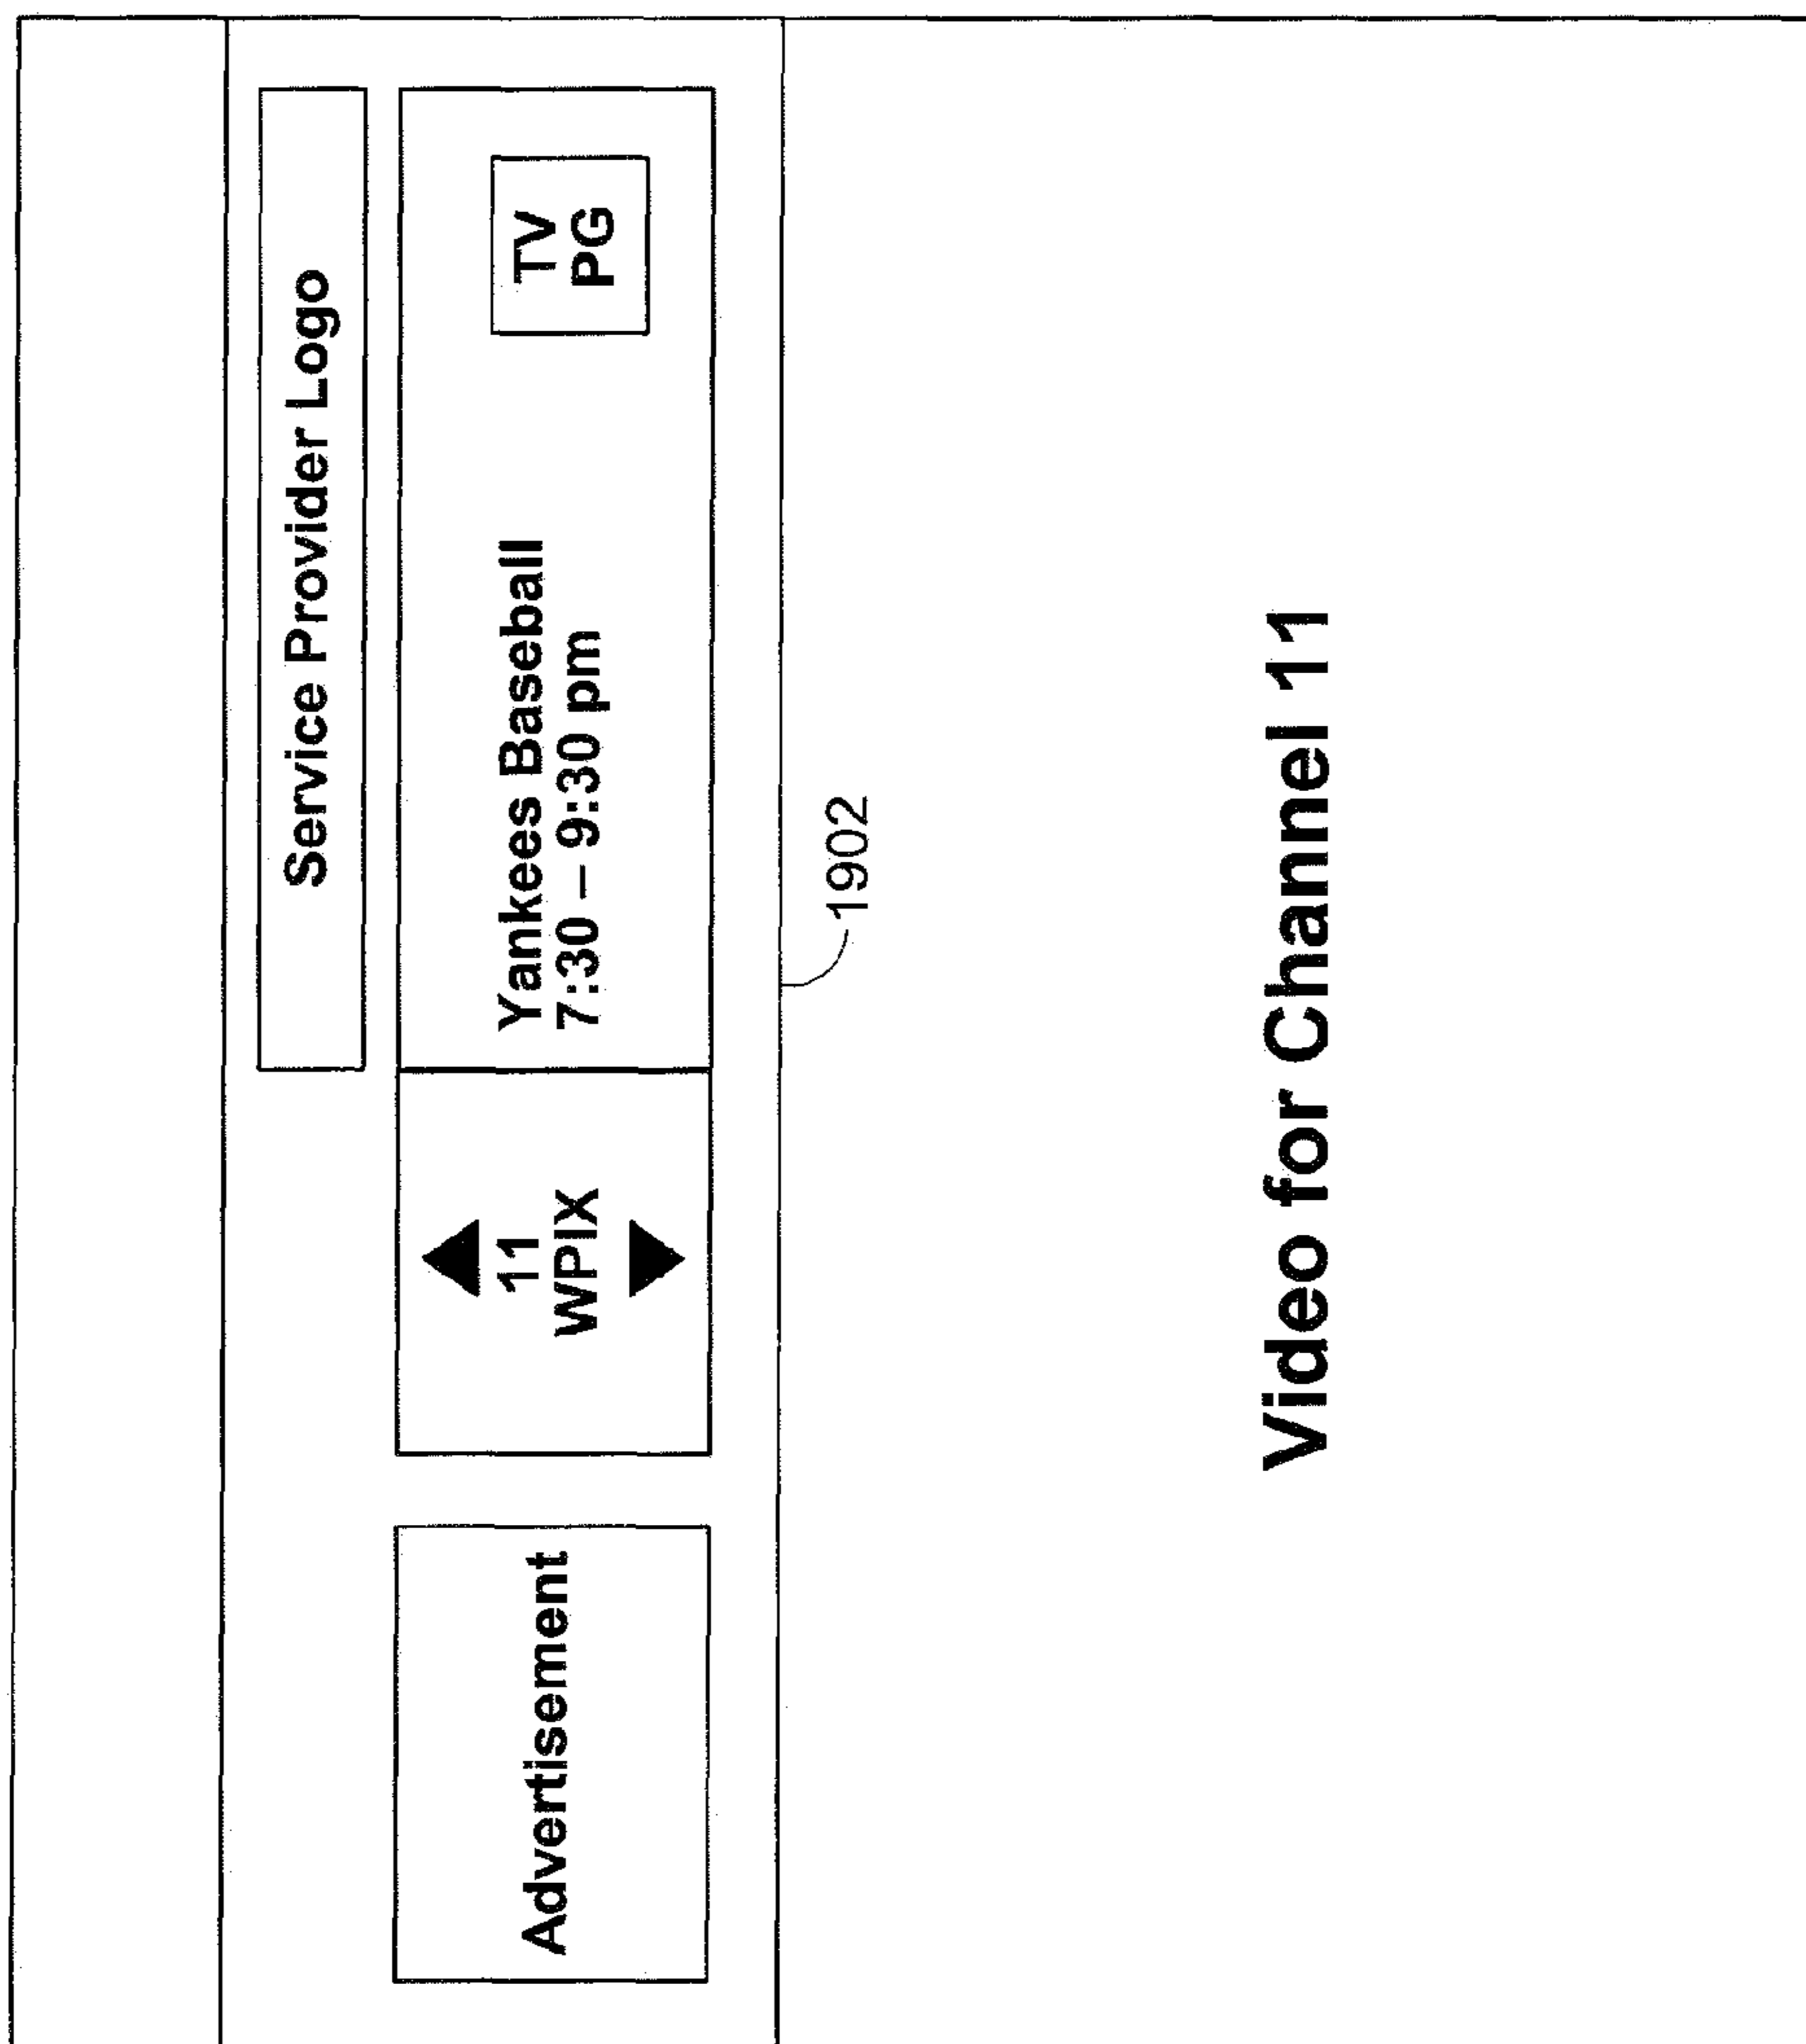 Service Provider Logo
Advertisement
11
WPIX
Yankees Baseball
7:30 – 9:30 pm
TV
PG
1902
Video for Channel 11